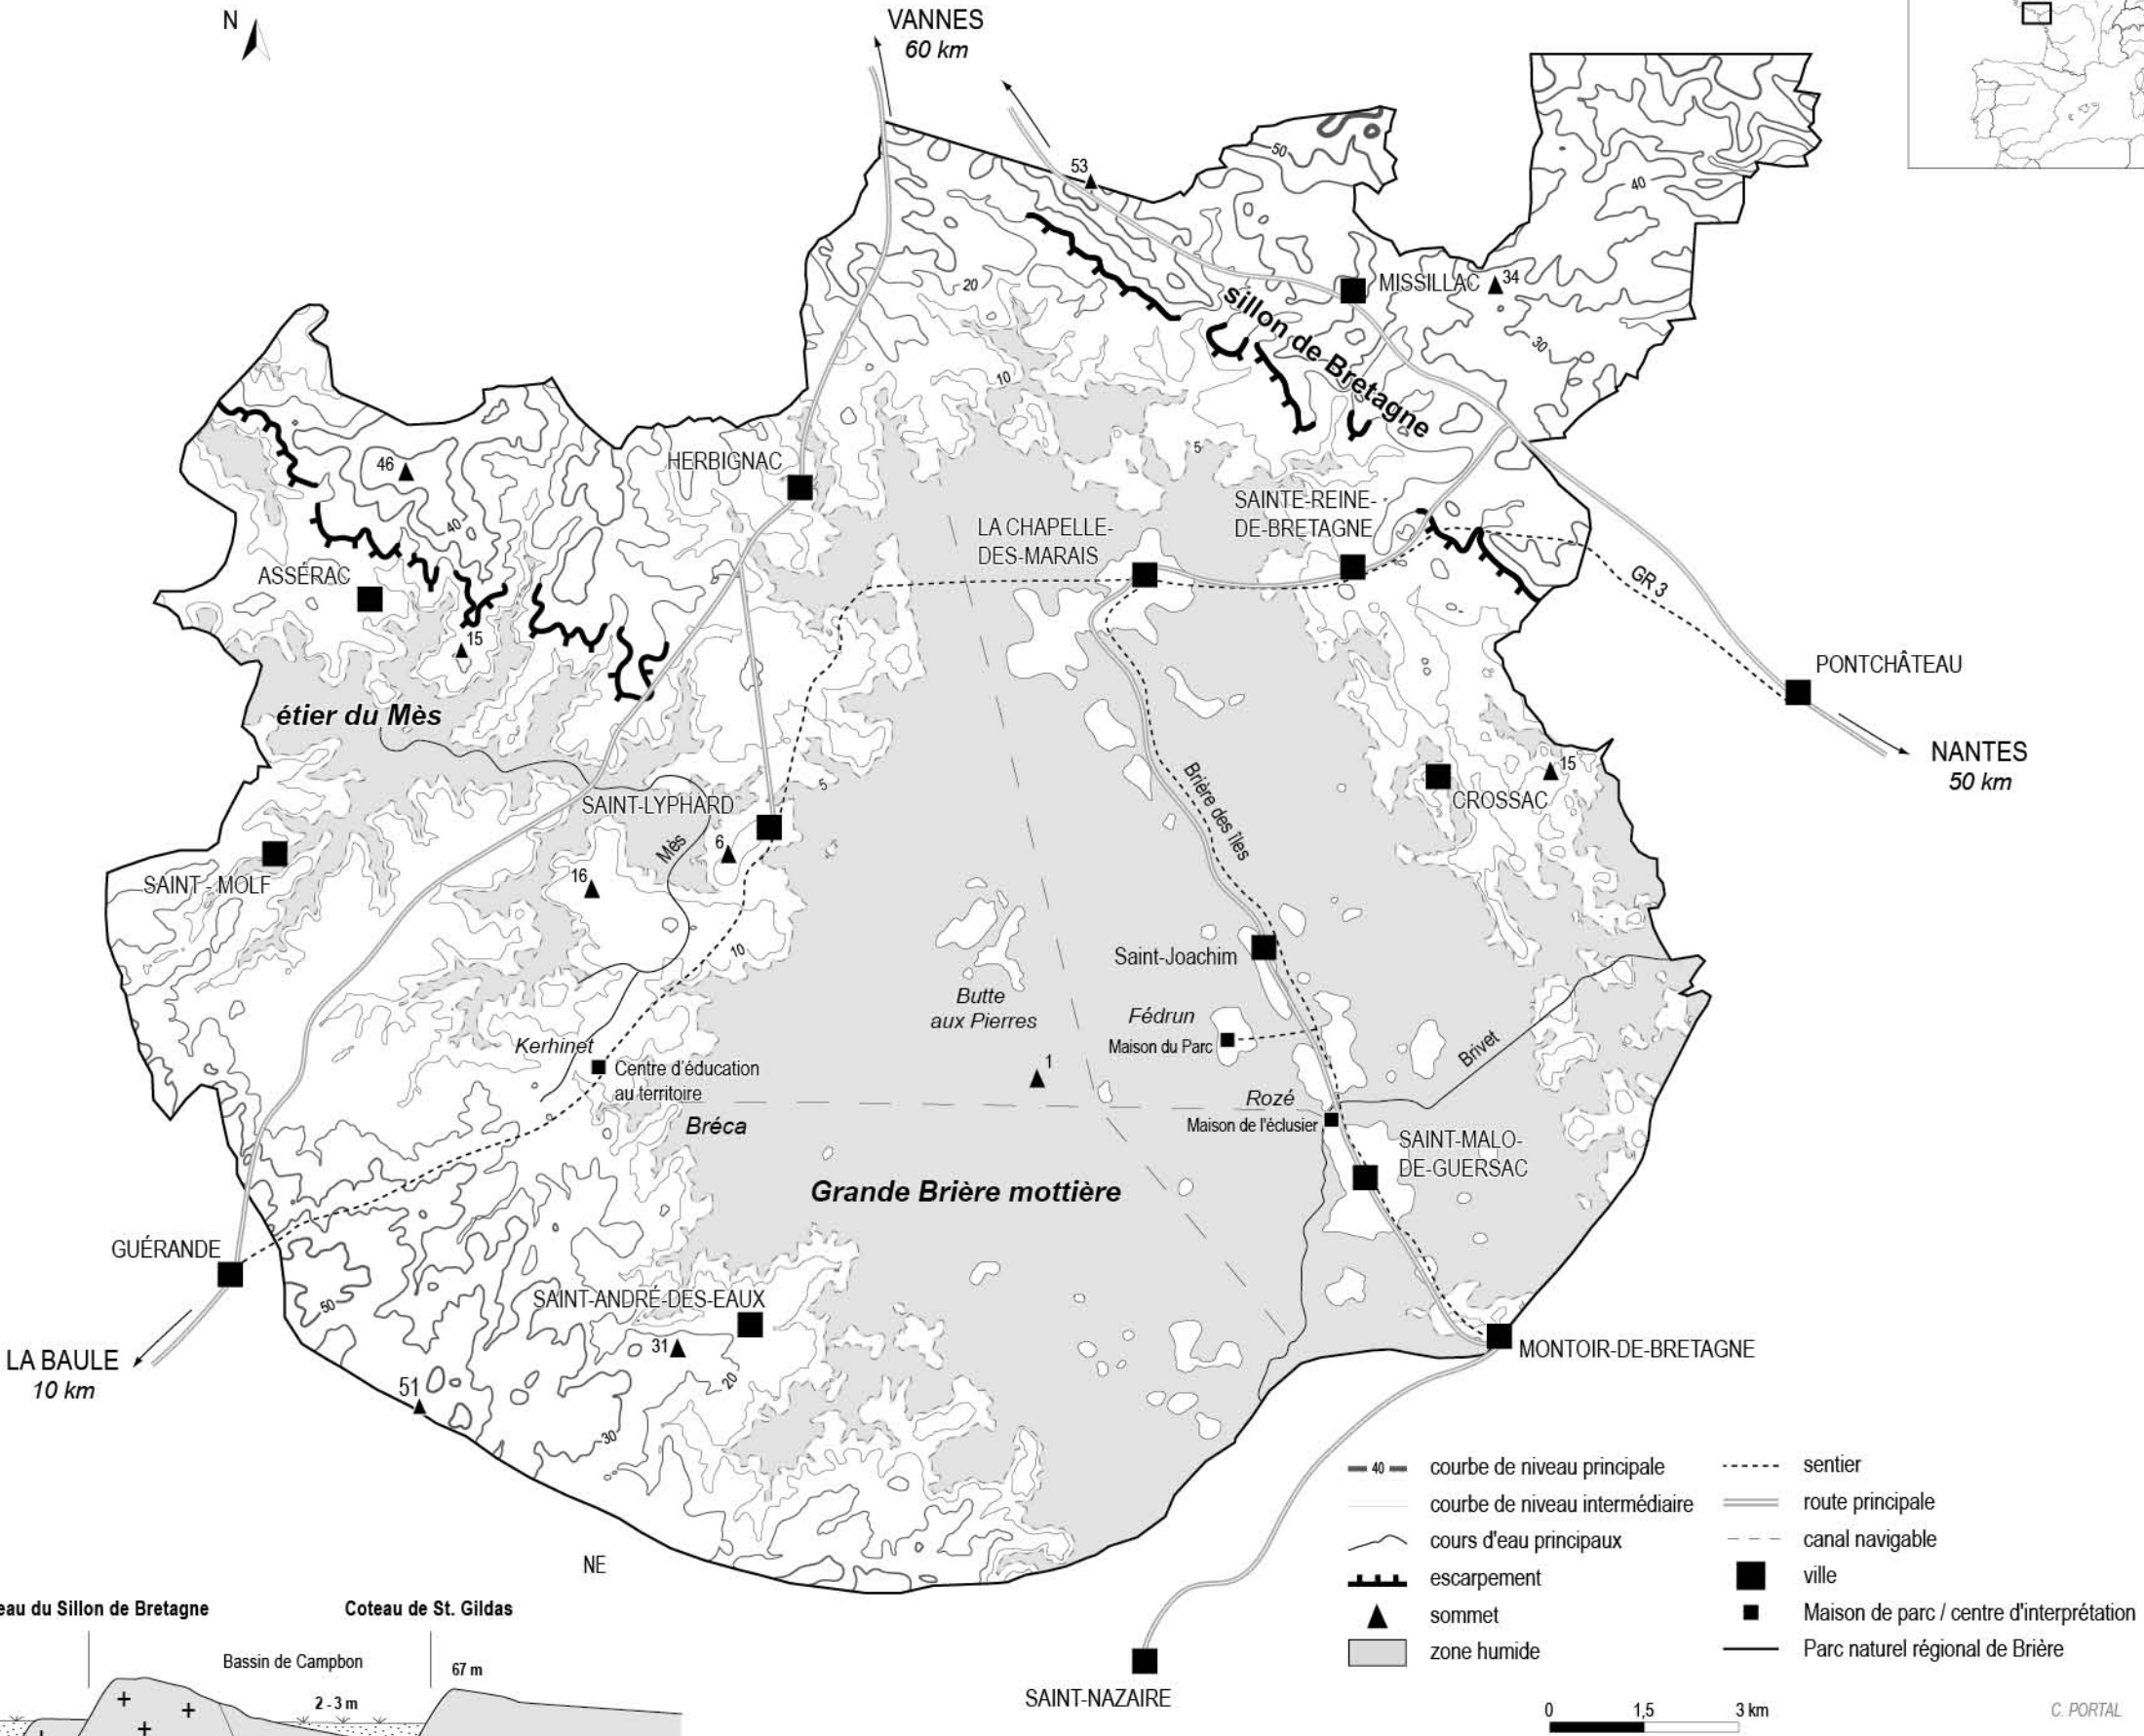 N
VANNES
60 km
53
50
40
20
MISSILLAC
34
sillon de Bretagne
30
10
46
HERBIGNAC
5
40
SAINTE-REINE-
DE-BRETAGNE
LA CHAPELLE-
DES-MARAIS
ASSÉRAC
GR 3
15
PONTCHÂTEAU
étier du Mès
NANTES
50 km
15
5
SAINT-LYPHARD
CROSSAC
Brière des îles
Mès
6
SAINT - MOLF
16
10
Saint-Joachim
Butte
aux Pierres
Fédrun
Maison du Parc
Kerhinet
Centre d'éducation
au territoire
1
Brivet
Rozé
Maison de l'éclusier
Bréca
SAINT-MALO-
DE-GUERSAC
Grande Brière mottière
GUÉRANDE
50
SAINT-ANDRÉ-DES-EAUX
31
MONTOIR-DE-BRETAGNE
LA BAULE
10 km
51
20
30
40 courbe de niveau principale
courbe de niveau intermédiaire
cours d'eau principaux
escarpement
sommet
zone humide
sentier
route principale
canal navigable
ville
Maison de parc / centre d'interprétation
Parc naturel régional de Brière
NE
du Sillon de Bretagne
Coteau de St. Gildas
Bassin de Campbon
67 m
2 - 3 m
SAINT-NAZAIRE
0 1,5 3 km
C. PORTAL